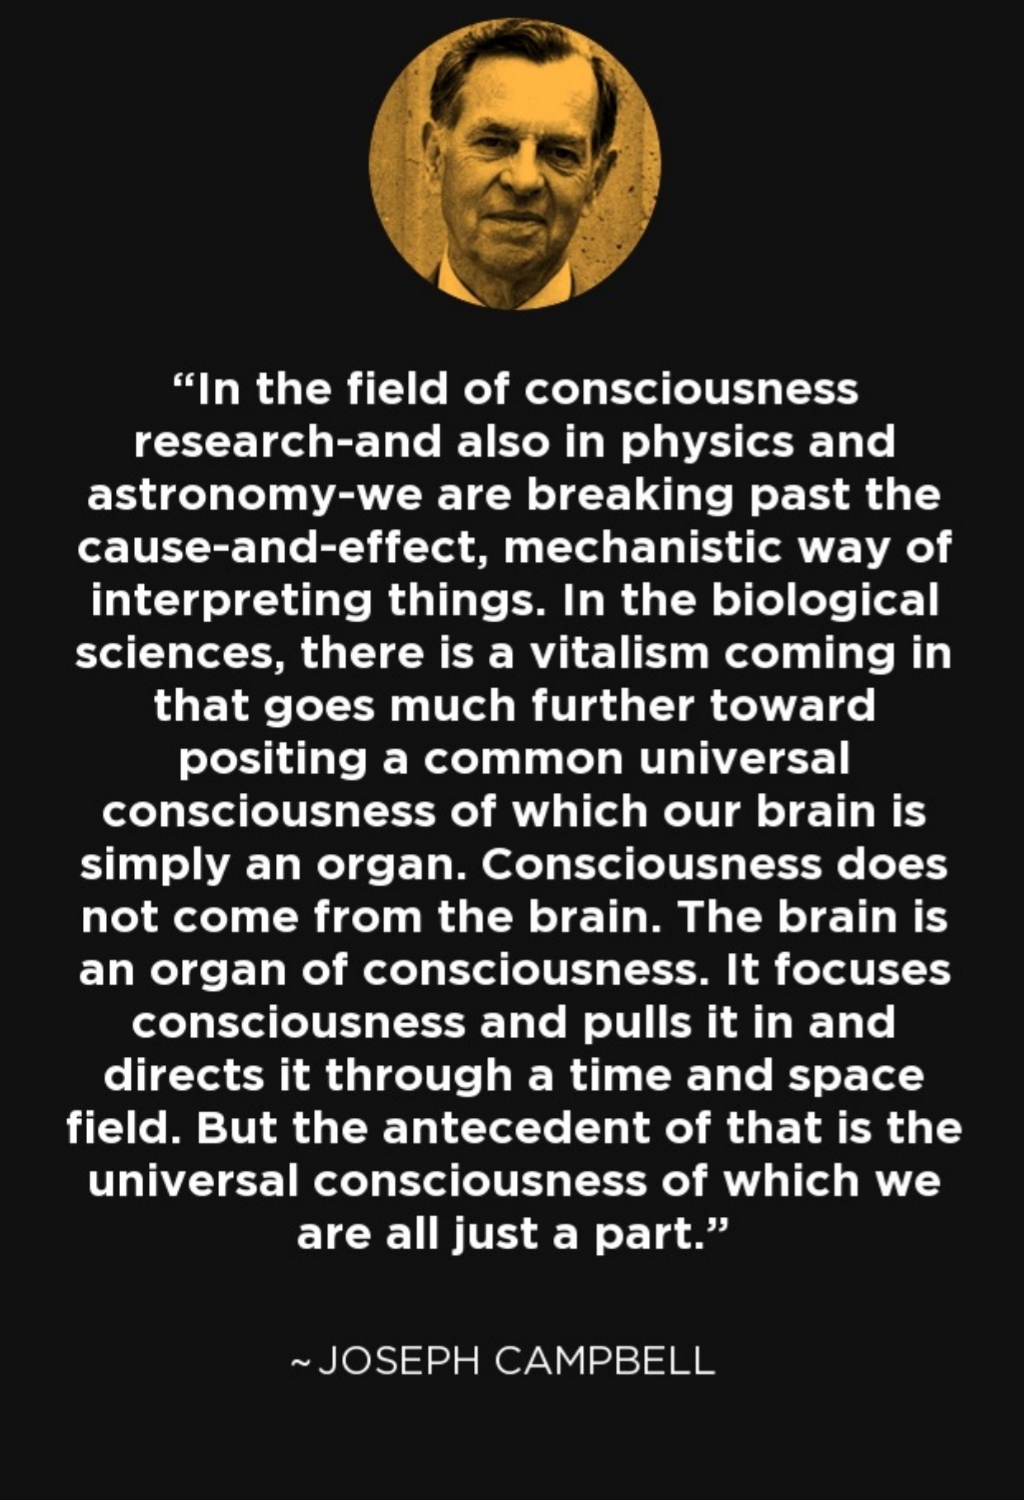 “In the field of consciousness
research-and also in physics and
astronomy-we are breaking past the
cause-and-effect, mechanistic way of
interpreting things. In the biological
sciences, there is a vitalism coming in
that goes much further toward
positing a common universal
consciousness of which our brain is
simply an organ. Consciousness does
not come from the brain. The brain is
an organ of consciousness. It focuses
consciousness and pulls it in and
directs it through a time and space
field. But the antecedent of that is the
universal consciousness of which we
are all just a part.”
~JOSEPH CAMPBELL